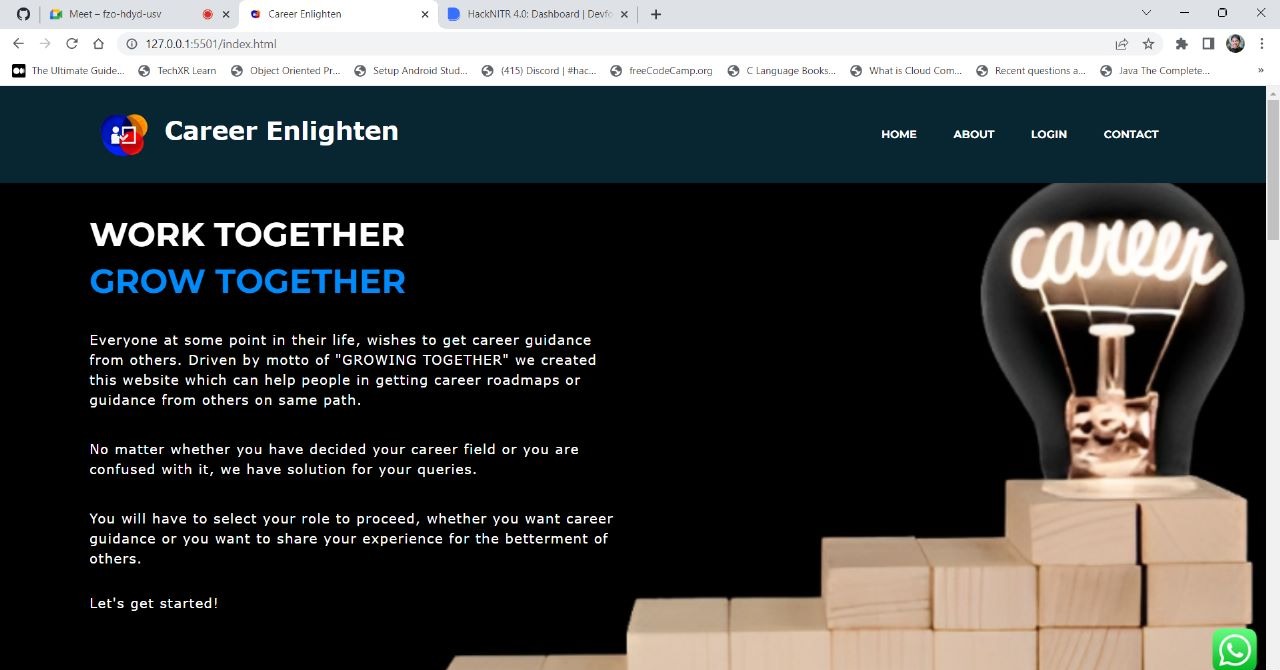 Meet – fzo-hdyd-usv
Career Enlighten
HackNITR 4.0: Dashboard | Devfo
127.0.0.1:5501/index.html
The Ultimate Guide...
TechXR Learn
Object Oriented Pr...
Setup Android Stud...
(415) Discord | #hac...
freeCodeCamp.org
C Language Books...
What is Cloud Com...
Recent questions a...
Java The Complete...
»
Career Enlighten
HOME
ABOUT
LOGIN
CONTACT
WORK TOGETHER
GROW TOGETHER
Everyone at some point in their life, wishes to get career guidance
from others. Driven by motto of "GROWING TOGETHER" we created
this website which can help people in getting career roadmaps or
guidance from others on same path.
No matter whether you have decided your career field or you are
confused with it, we have solution for your queries.
You will have to select your role to proceed, whether you want career
guidance or you want to share your experience for the betterment of
others.
Let's get started!
career